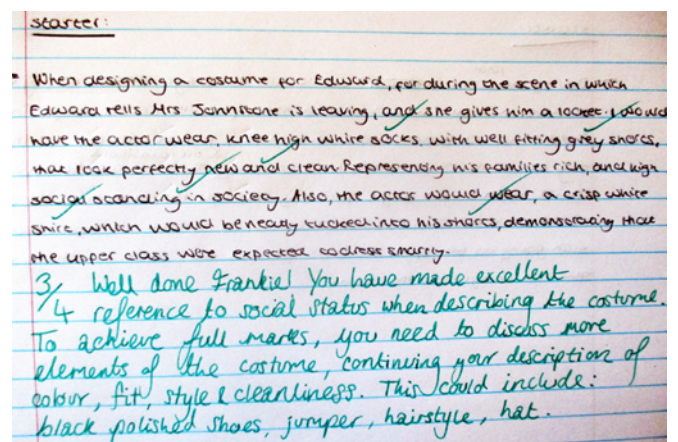 starter:
When designing a costume for Edward, for during the scene in which
Edward tells Mrs Johnstone is leaving, and she gives him a locket. I would
have the actor wear, knee high white socks, with well fitting grey shorts,
that look perfectly new and clean Representing his families rich, and high
social standing in society. Also, the actor would wear, a crisp white
shirt, which would be neatly tucked into his shorts, demonstrating that
the upper class were expected to dress smartly.
3/4 Well done Frankie! You have made excellent
reference to social status when describing the costume.
To achieve full marks, you need to discuss more
elements of the costume, continuing your description of
colour, fit, style & cleanliness. This could include:
black polished shoes, jumper, hairstyle, hat.